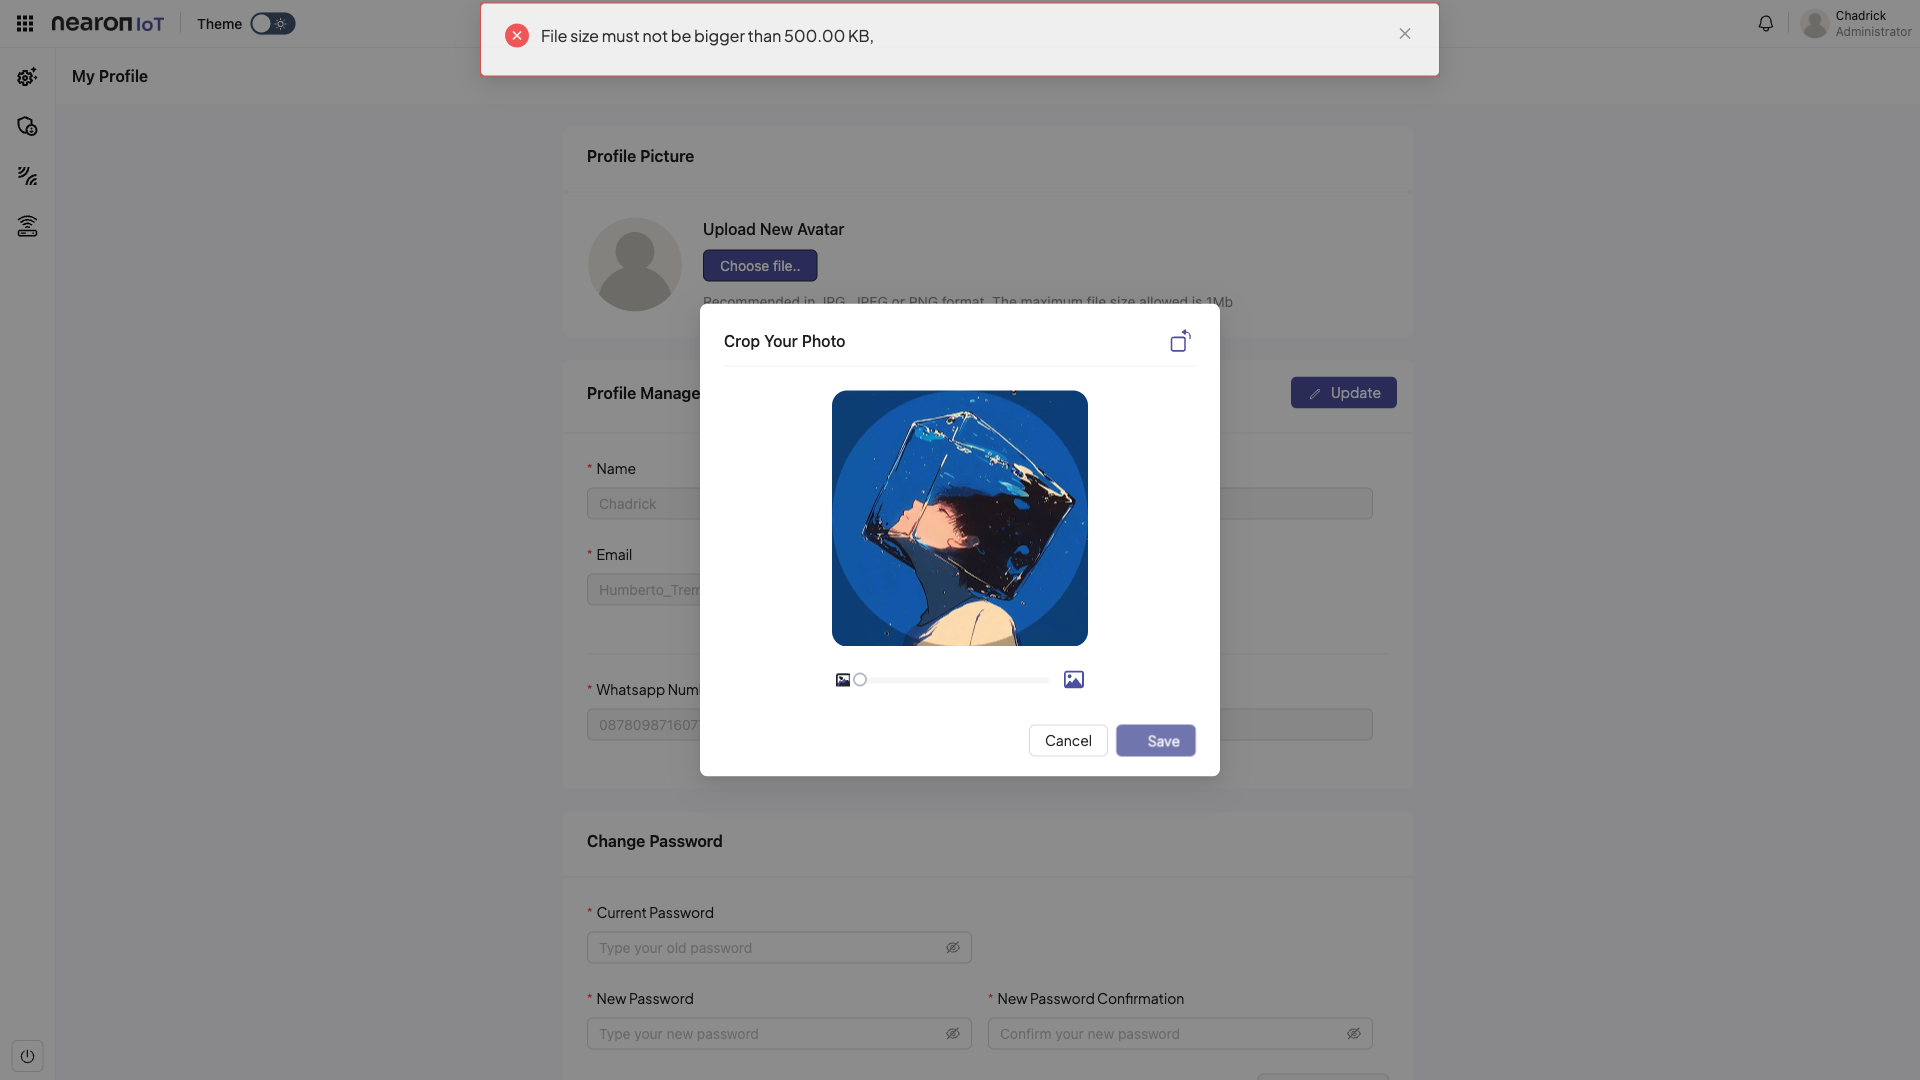 nearon IoT
Theme
File size must not be bigger than 500.00 KB,
Chadrick
Administrator
My Profile
Profile Picture
Upload New Avatar
Choose file..
Recommended in JPG, JPEG or PNG format. The maximum file size allowed is 1Mb
Crop Your Photo
Profile Manage
Update
* Name
Chadrick
* Email
Humberto_Trem
* Whatsapp Num
087809871607
Cancel
Save
Change Password
* Current Password
Type your old password
* New Password
* New Password Confirmation
Type your new password
Confirm your new password